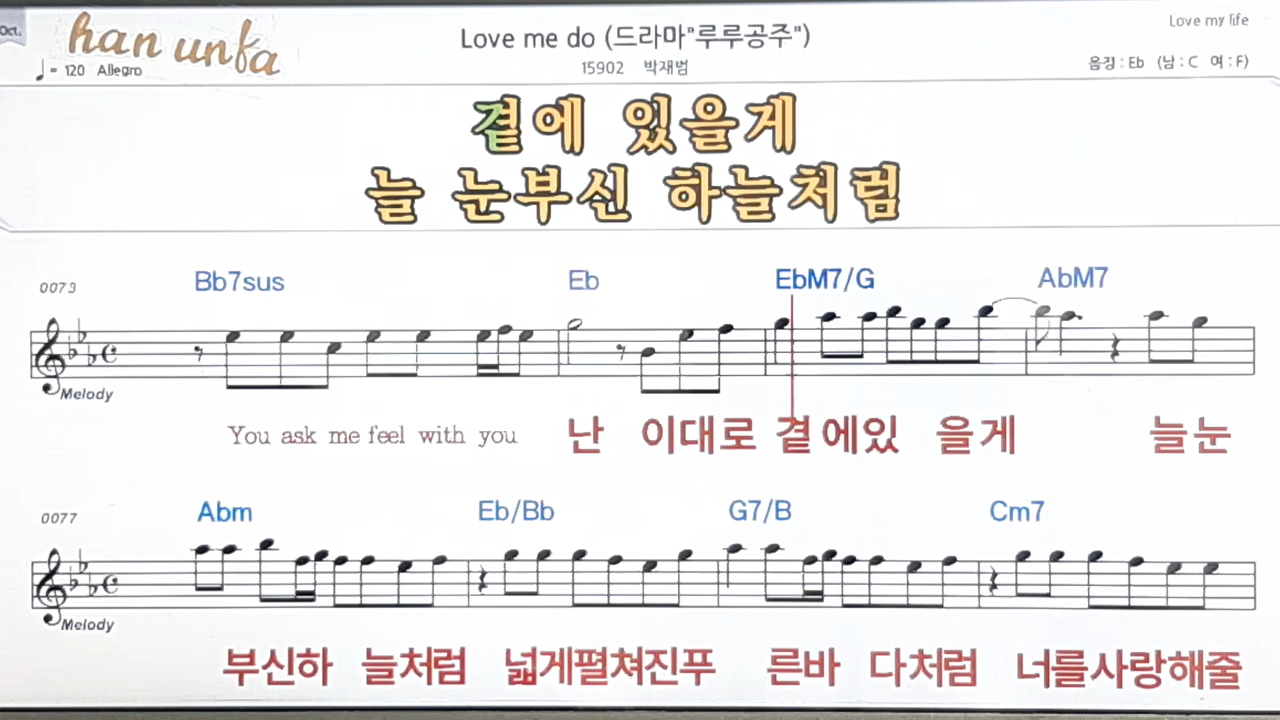 Oct.
han unfa
Love me do (드라마"루루공주")
Love my life
♩= 120 Allegro
15902 박재범
음정 : Eb (남 : C 여 : F)
곁에 있을게
늘 눈부신 하늘처럼
0073 Bb7sus Eb EbM7/G AbM7
Melody
You ask me feel with you 난 이대로 곁에있 을게 늘눈
0077 Abm Eb/Bb G7/B Cm7
Melody
부신하 늘처럼 넓게펼쳐진푸 른바 다처럼 너를사랑해줄